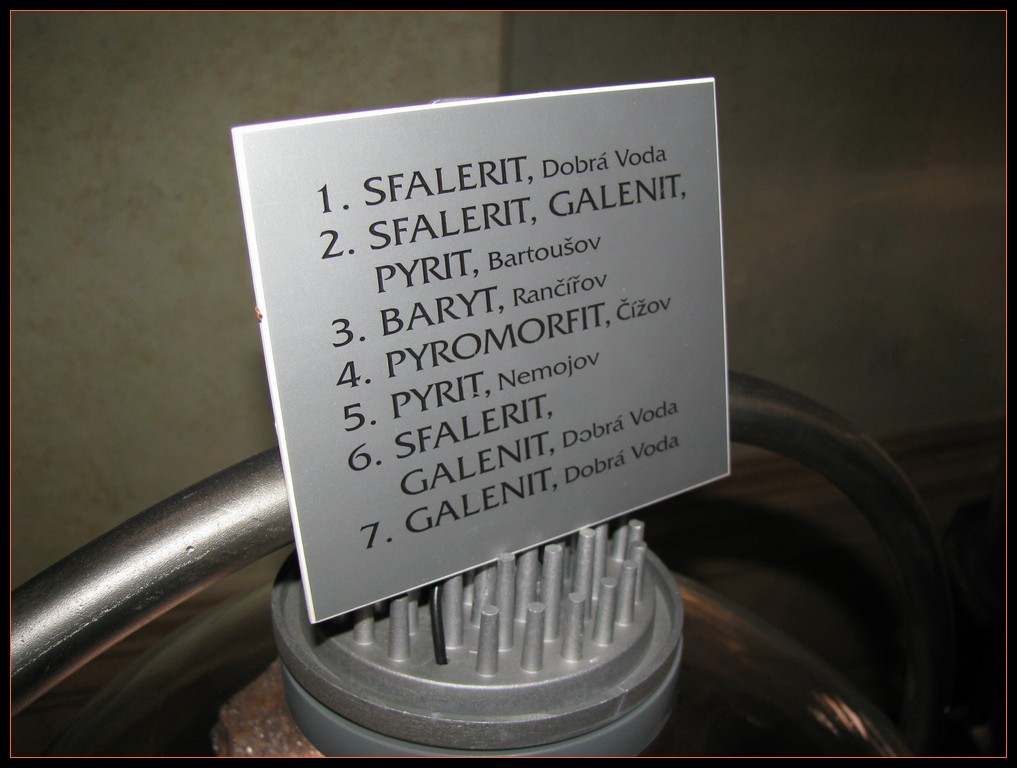 1. SFALERIT, Dobrá Voda
2. SFALERIT, GALENIT,
PYRIT, Bartoušov
3. BARYT, Rančířov
4. PYROMORFIT, Čížov
5. PYRIT, Nemojov
6. SFALERIT,
GALENIT, Dobrá Voda
7. GALENIT, Dobrá Voda